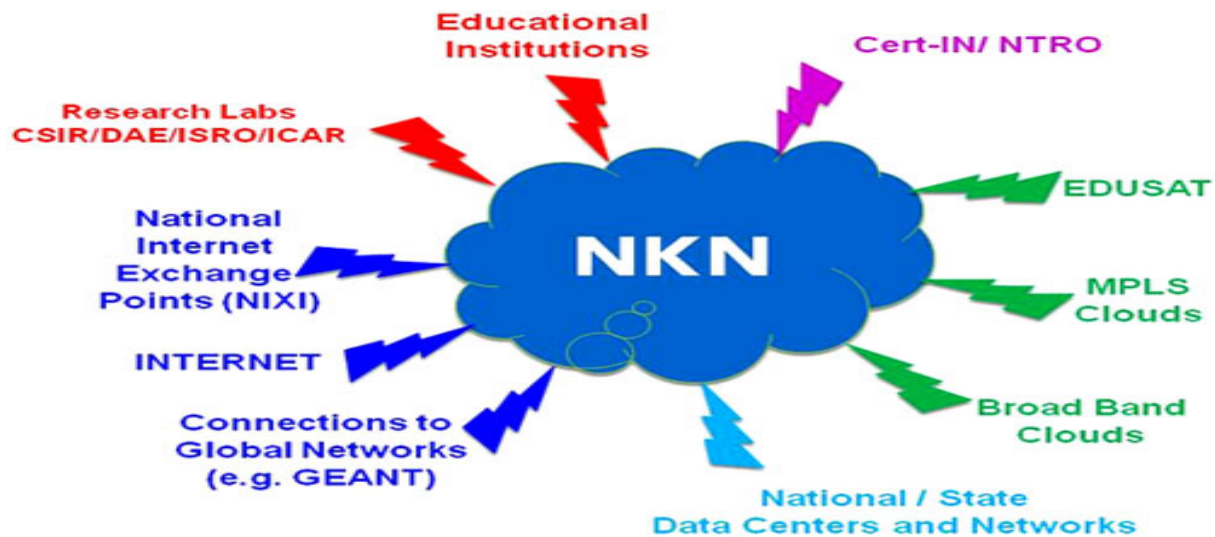 Educational
Institutions
Cert-IN/ NTRO
Research Labs
CSIR/DAE/ISRO/ICAR
EDUSAT
National
Internet
Exchange
Points (NIXI)
NKN
MPLS
Clouds
INTERNET
Broad Band
Clouds
Connections to
Global Networks
(e.g. GEANT)
National / State
Data Centers and Networks